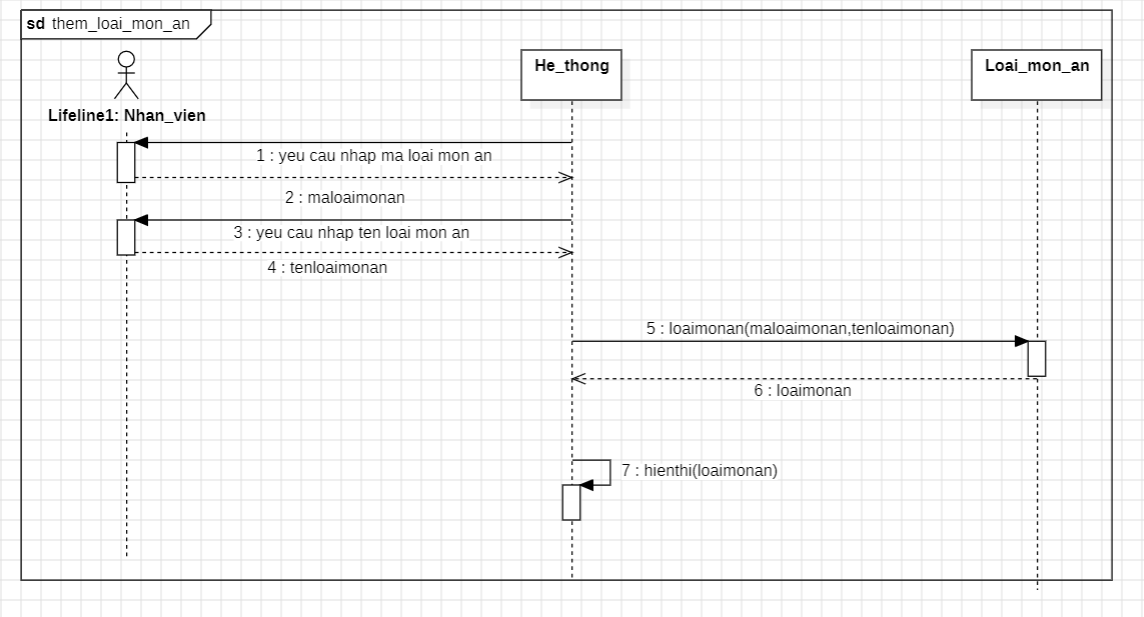 sd them_loai_mon_an
He_thong
Loai_mon_an
Lifeline1: Nhan_vien
1 : yeu cau nhap ma loai mon an
2 : maloaimonan
3 : yeu cau nhap ten loai mon an
4 : tenloaimonan
5 : loaimonan(maloaimonan,tenloaimonan)
6 : loaimonan
7 : hienthi(loaimonan)